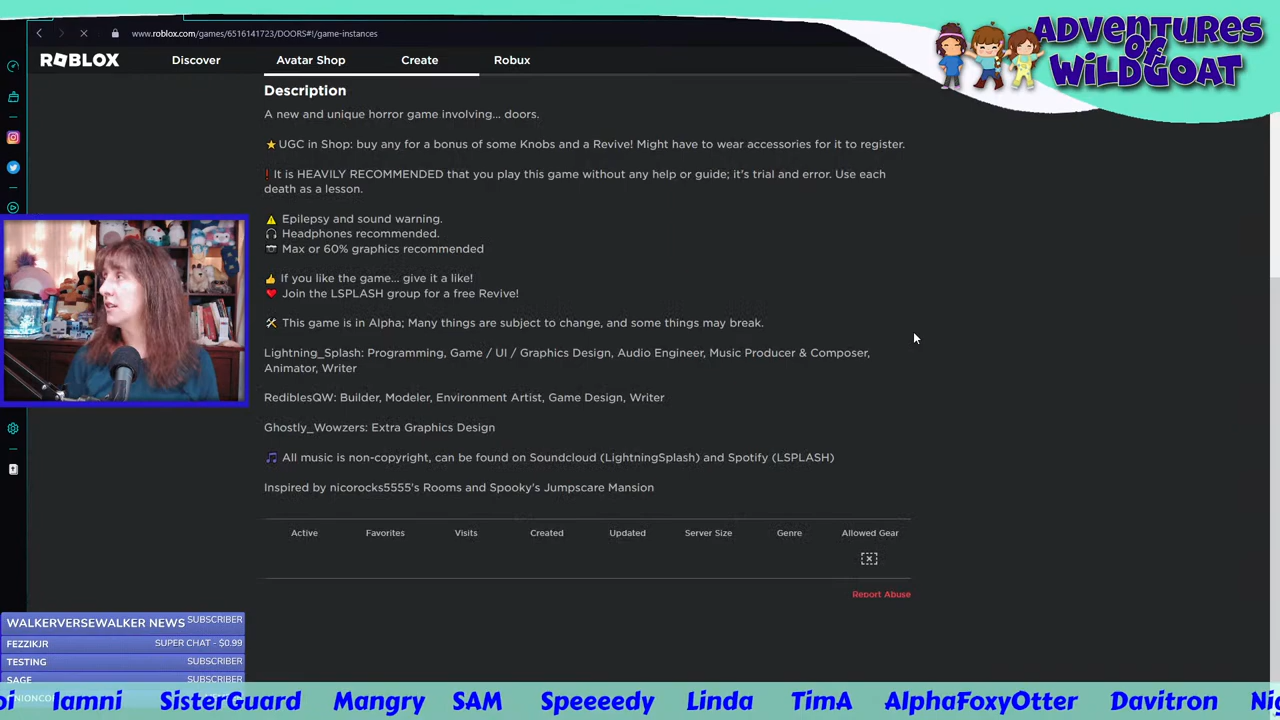 www.roblox.com/games/6516141723/DOORS#!/game-instances
ADVENTURES
OF
WILDGOAT
ROBLOX Discover Avatar Shop Create Robux
Description
A new and unique horror game involving... doors.
⭐UGC in Shop: buy any for a bonus of some Knobs and a Revive! Might have to wear accessories for it to register.
❗It is HEAVILY RECOMMENDED that you play this game without any help or guide; it's trial and error. Use each
death as a lesson.
⚠ Epilepsy and sound warning.
🎧 Headphones recommended.
📷 Max or 60% graphics recommended
👍 If you like the game... give it a like!
❤ Join the LSPLASH group for a free Revive!
🛠 This game is in Alpha; Many things are subject to change, and some things may break.
Lightning_Splash: Programming, Game / UI / Graphics Design, Audio Engineer, Music Producer & Composer,
Animator, Writer
RediblesQW: Builder, Modeler, Environment Artist, Game Design, Writer
Ghostly_Wowzers: Extra Graphics Design
🎵 All music is non-copyright, can be found on Soundcloud (LightningSplash) and Spotify (LSPLASH)
Inspired by nicorocks5555's Rooms and Spooky's Jumpscare Mansion
Active Favorites Visits Created Updated Server Size Genre Allowed Gear
Report Abuse
WALKERVERSEWALKER NEWS SUBSCRIBER
FEZZIKJR SUPER CHAT - $0.99
TESTING SUBSCRIBER
SAGE SUBSCRIBER
oi Iamni SisterGuard Mangry SAM Speeeedy Linda TimA AlphaFoxyOtter Davitron Nig